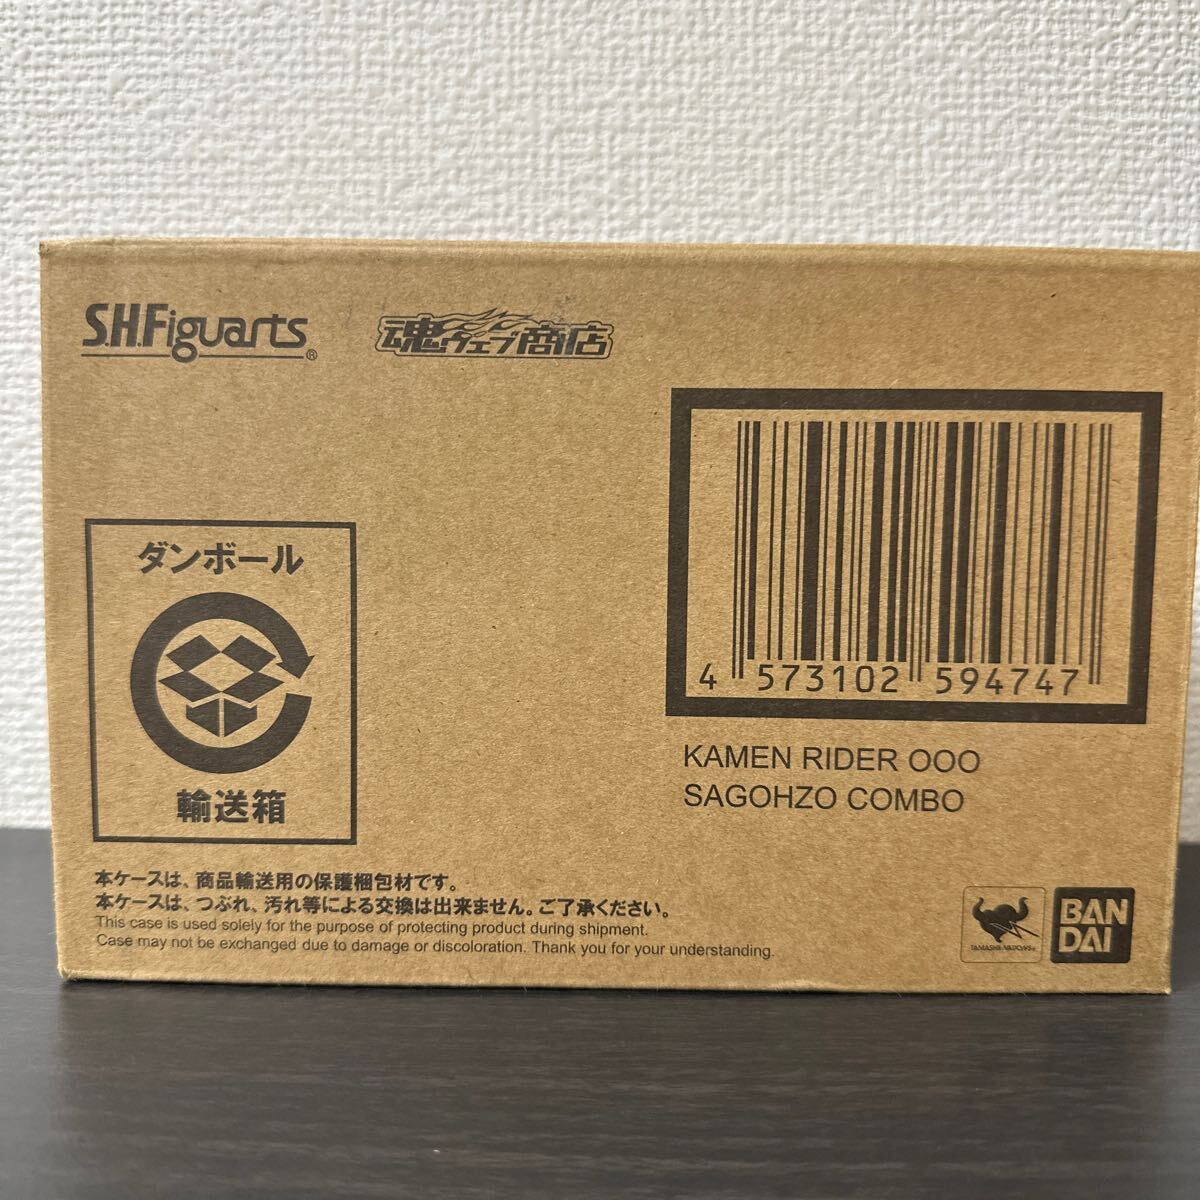 S.H.Figuarts®
魂ウェブ商店
ダンボール
輸送箱
4 573102 594747
KAMEN RIDER OOO
SAGOHZO COMBO
本ケースは、商品輸送用の保護梱包材です。
本ケースは、つぶれ、汚れ等による交換は出来ません。ご了承ください。
This case is used solely for the purpose of protecting product during shipment.
Case may not be exchanged due to damage or discoloration. Thank you for your understanding.
TAMASHII NATIONS
BAN
DAI